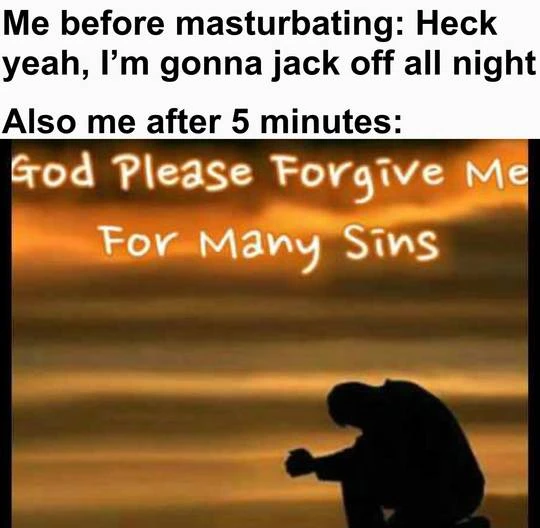 Me before masturbating: Heck
yeah, I'm gonna jack off all night
Also me after 5 minutes:
God Please Forgive Me
For Many Sins